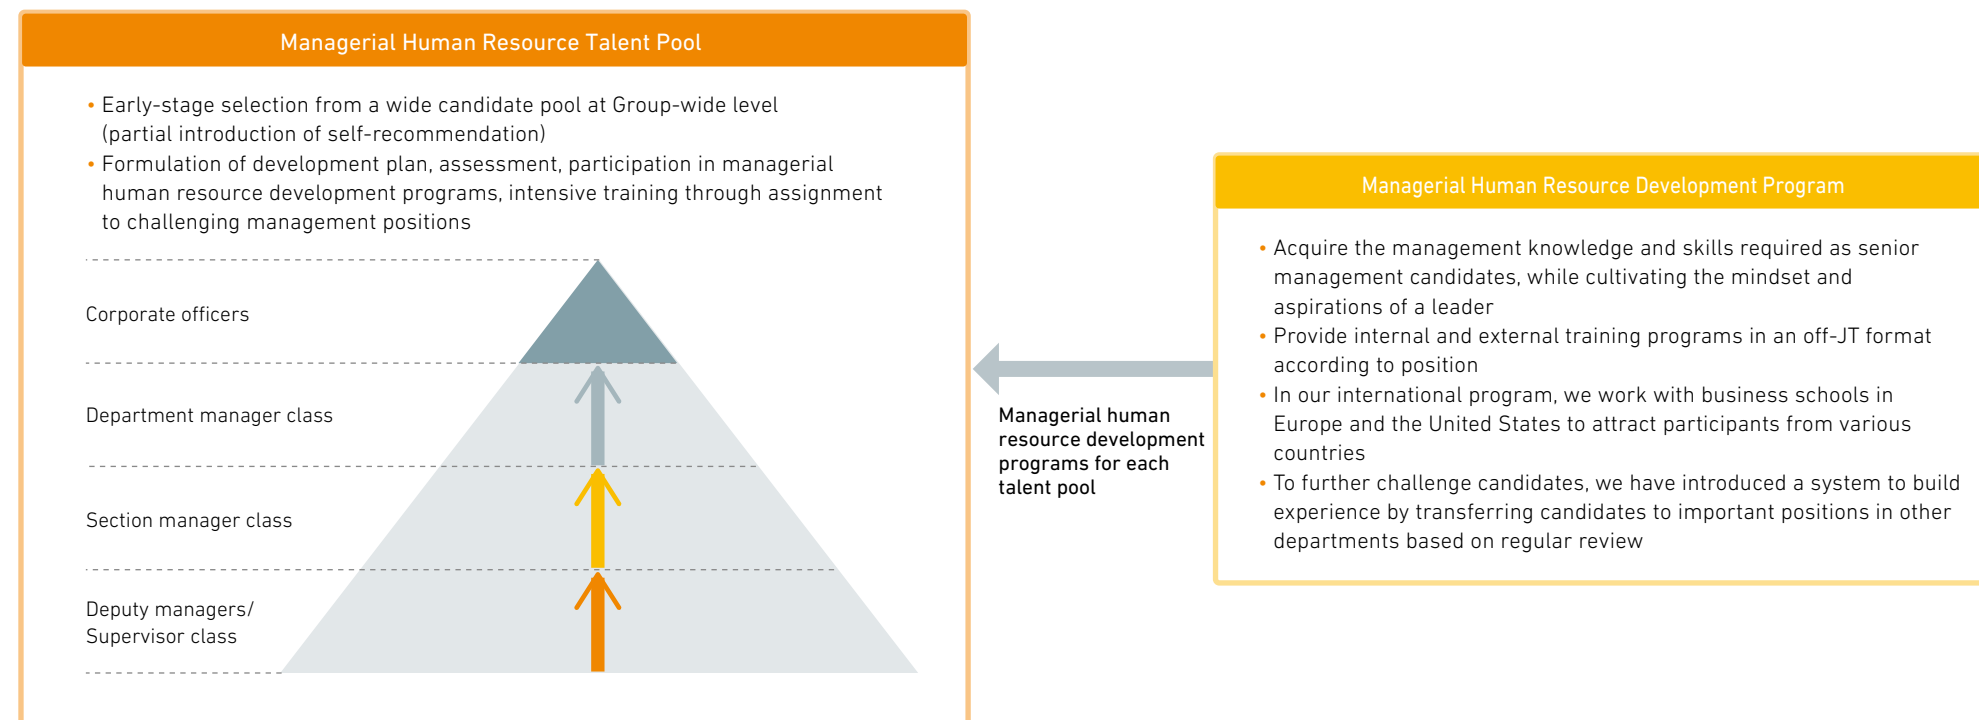 Managerial Human Resource Talent Pool
• Early-stage selection from a wide candidate pool at Group-wide level
(partial introduction of self-recommendation)
• Formulation of development plan, assessment, participation in managerial
human resource development programs, intensive training through assignment
to challenging management positions
Corporate officers
Department manager class
Section manager class
Deputy managers/
Supervisor class
Managerial human
resource development
programs for each
talent pool
Managerial Human Resource Development Program
• Acquire the management knowledge and skills required as senior
management candidates, while cultivating the mindset and
aspirations of a leader
• Provide internal and external training programs in an off-JT format
according to position
• In our international program, we work with business schools in
Europe and the United States to attract participants from various
countries
• To further challenge candidates, we have introduced a system to build
experience by transferring candidates to important positions in other
departments based on regular review